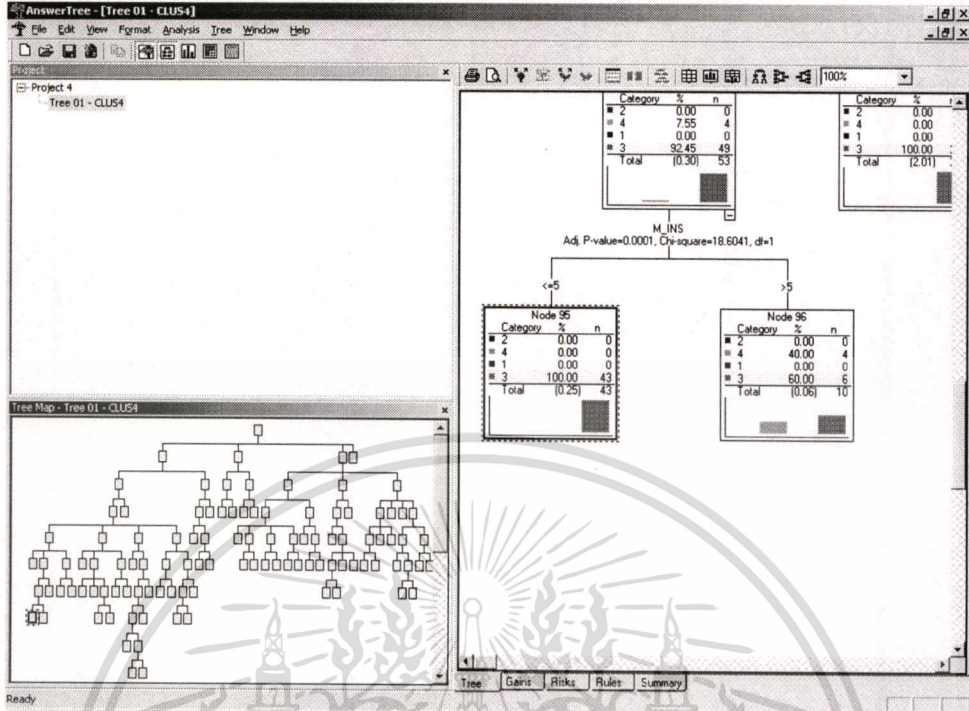 AnswerTree - [Tree 01 - CLUS4]
File Edit View Format Analysis Tree Window Help
Project
Project 4
Tree 01 - CLUS4
100%
Category % n
2 0.00 0
4 7.55 4
1 0.00 0
3 92.45 49
Total (0.30) 53
Category %
2 0.00
4 0.00
1 0.00
3 100.00
Total (2.01)
M_INS
Adj. P-value=0.0001, Chi-square=18.6041, df=1
<=5
>5
Node 95
Category % n
2 0.00 0
4 0.00 0
1 0.00 0
3 100.00 43
Total (0.25) 43
Node 96
Category % n
2 0.00 0
4 40.00 4
1 0.00 0
3 60.00 6
Total (0.06) 10
Tree Map - Tree 01 - CLUS4
Tree Gains Risks Rules Summary
Ready